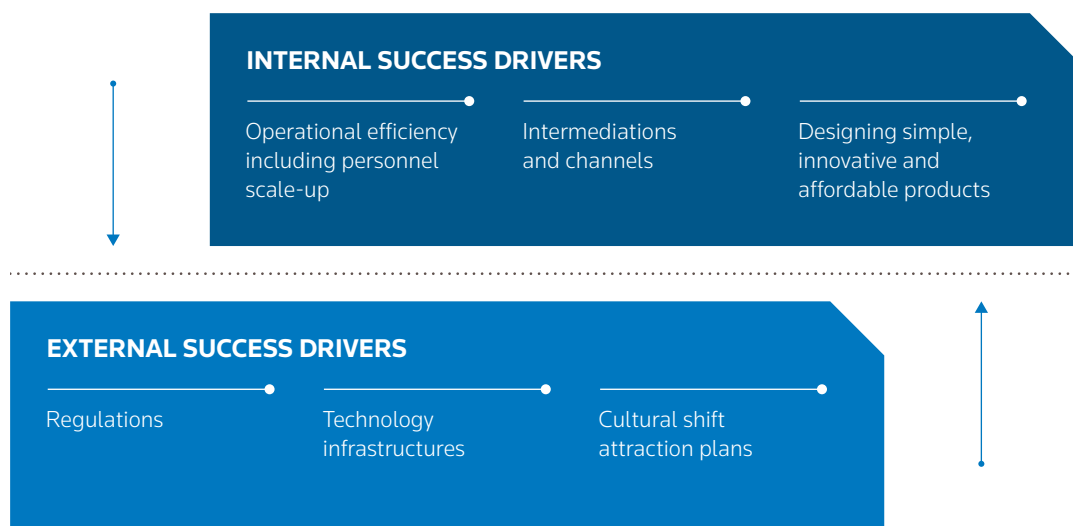 INTERNAL SUCCESS DRIVERS
Operational efficiency
including personnel
scale-up
Intermediations
and channels
Designing simple,
innovative and
affordable products
EXTERNAL SUCCESS DRIVERS
Regulations
Technology
infrastructures
Cultural shift
attraction plans